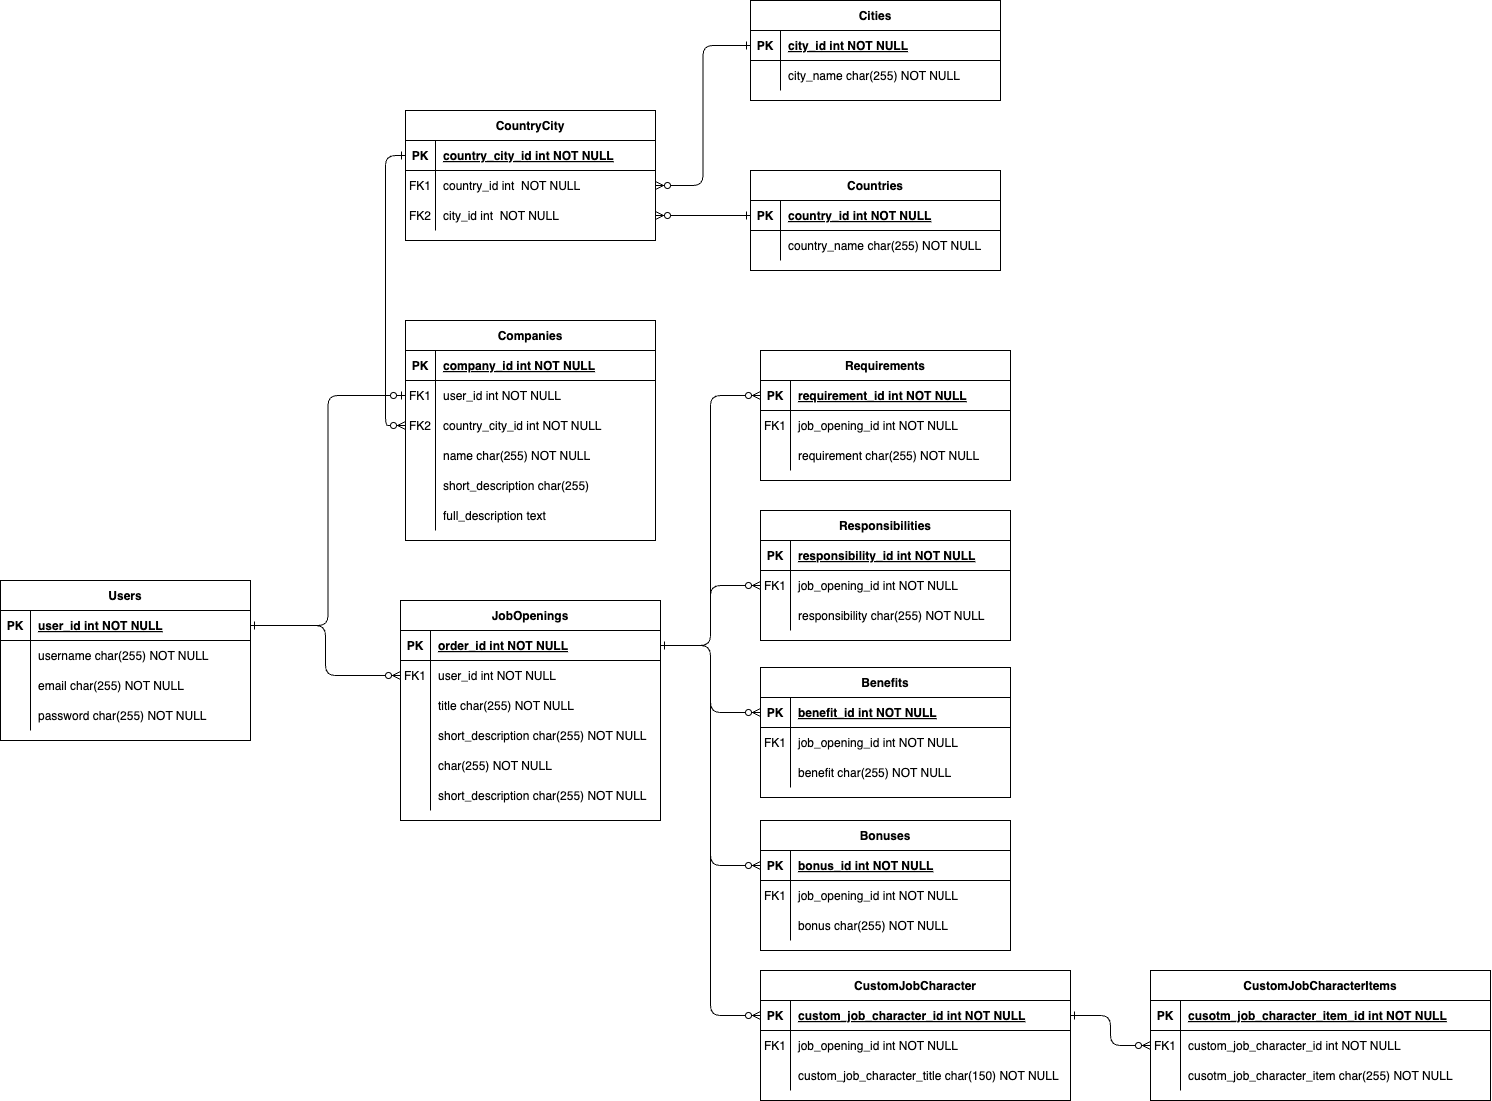 Cities
PK city_id int NOT NULL
city_name char(255) NOT NULL
CountryCity
PK country_city_id int NOT NULL
FK1 country_id int  NOT NULL
FK2 city_id int  NOT NULL
Countries
PK country_id int NOT NULL
country_name char(255) NOT NULL
Companies
PK company_id int NOT NULL
FK1 user_id int NOT NULL
FK2 country_city_id int NOT NULL
name char(255) NOT NULL
short_description char(255)
full_description text
Requirements
PK requirement_id int NOT NULL
FK1 job_opening_id int NOT NULL
requirement char(255) NOT NULL
Responsibilities
PK responsibility_id int NOT NULL
FK1 job_opening_id int NOT NULL
responsibility char(255) NOT NULL
Users
PK user_id int NOT NULL
username char(255) NOT NULL
email char(255) NOT NULL
password char(255) NOT NULL
JobOpenings
PK order_id int NOT NULL
FK1 user_id int NOT NULL
title char(255) NOT NULL
short_description char(255) NOT NULL
char(255) NOT NULL
short_description char(255) NOT NULL
Benefits
PK benefit_id int NOT NULL
FK1 job_opening_id int NOT NULL
benefit char(255) NOT NULL
Bonuses
PK bonus_id int NOT NULL
FK1 job_opening_id int NOT NULL
bonus char(255) NOT NULL
CustomJobCharacter
PK custom_job_character_id int NOT NULL
FK1 job_opening_id int NOT NULL
custom_job_character_title char(150) NOT NULL
CustomJobCharacterItems
PK cusotm_job_character_item_id int NOT NULL
FK1 custom_job_character_id int NOT NULL
cusotm_job_character_item char(255) NOT NULL